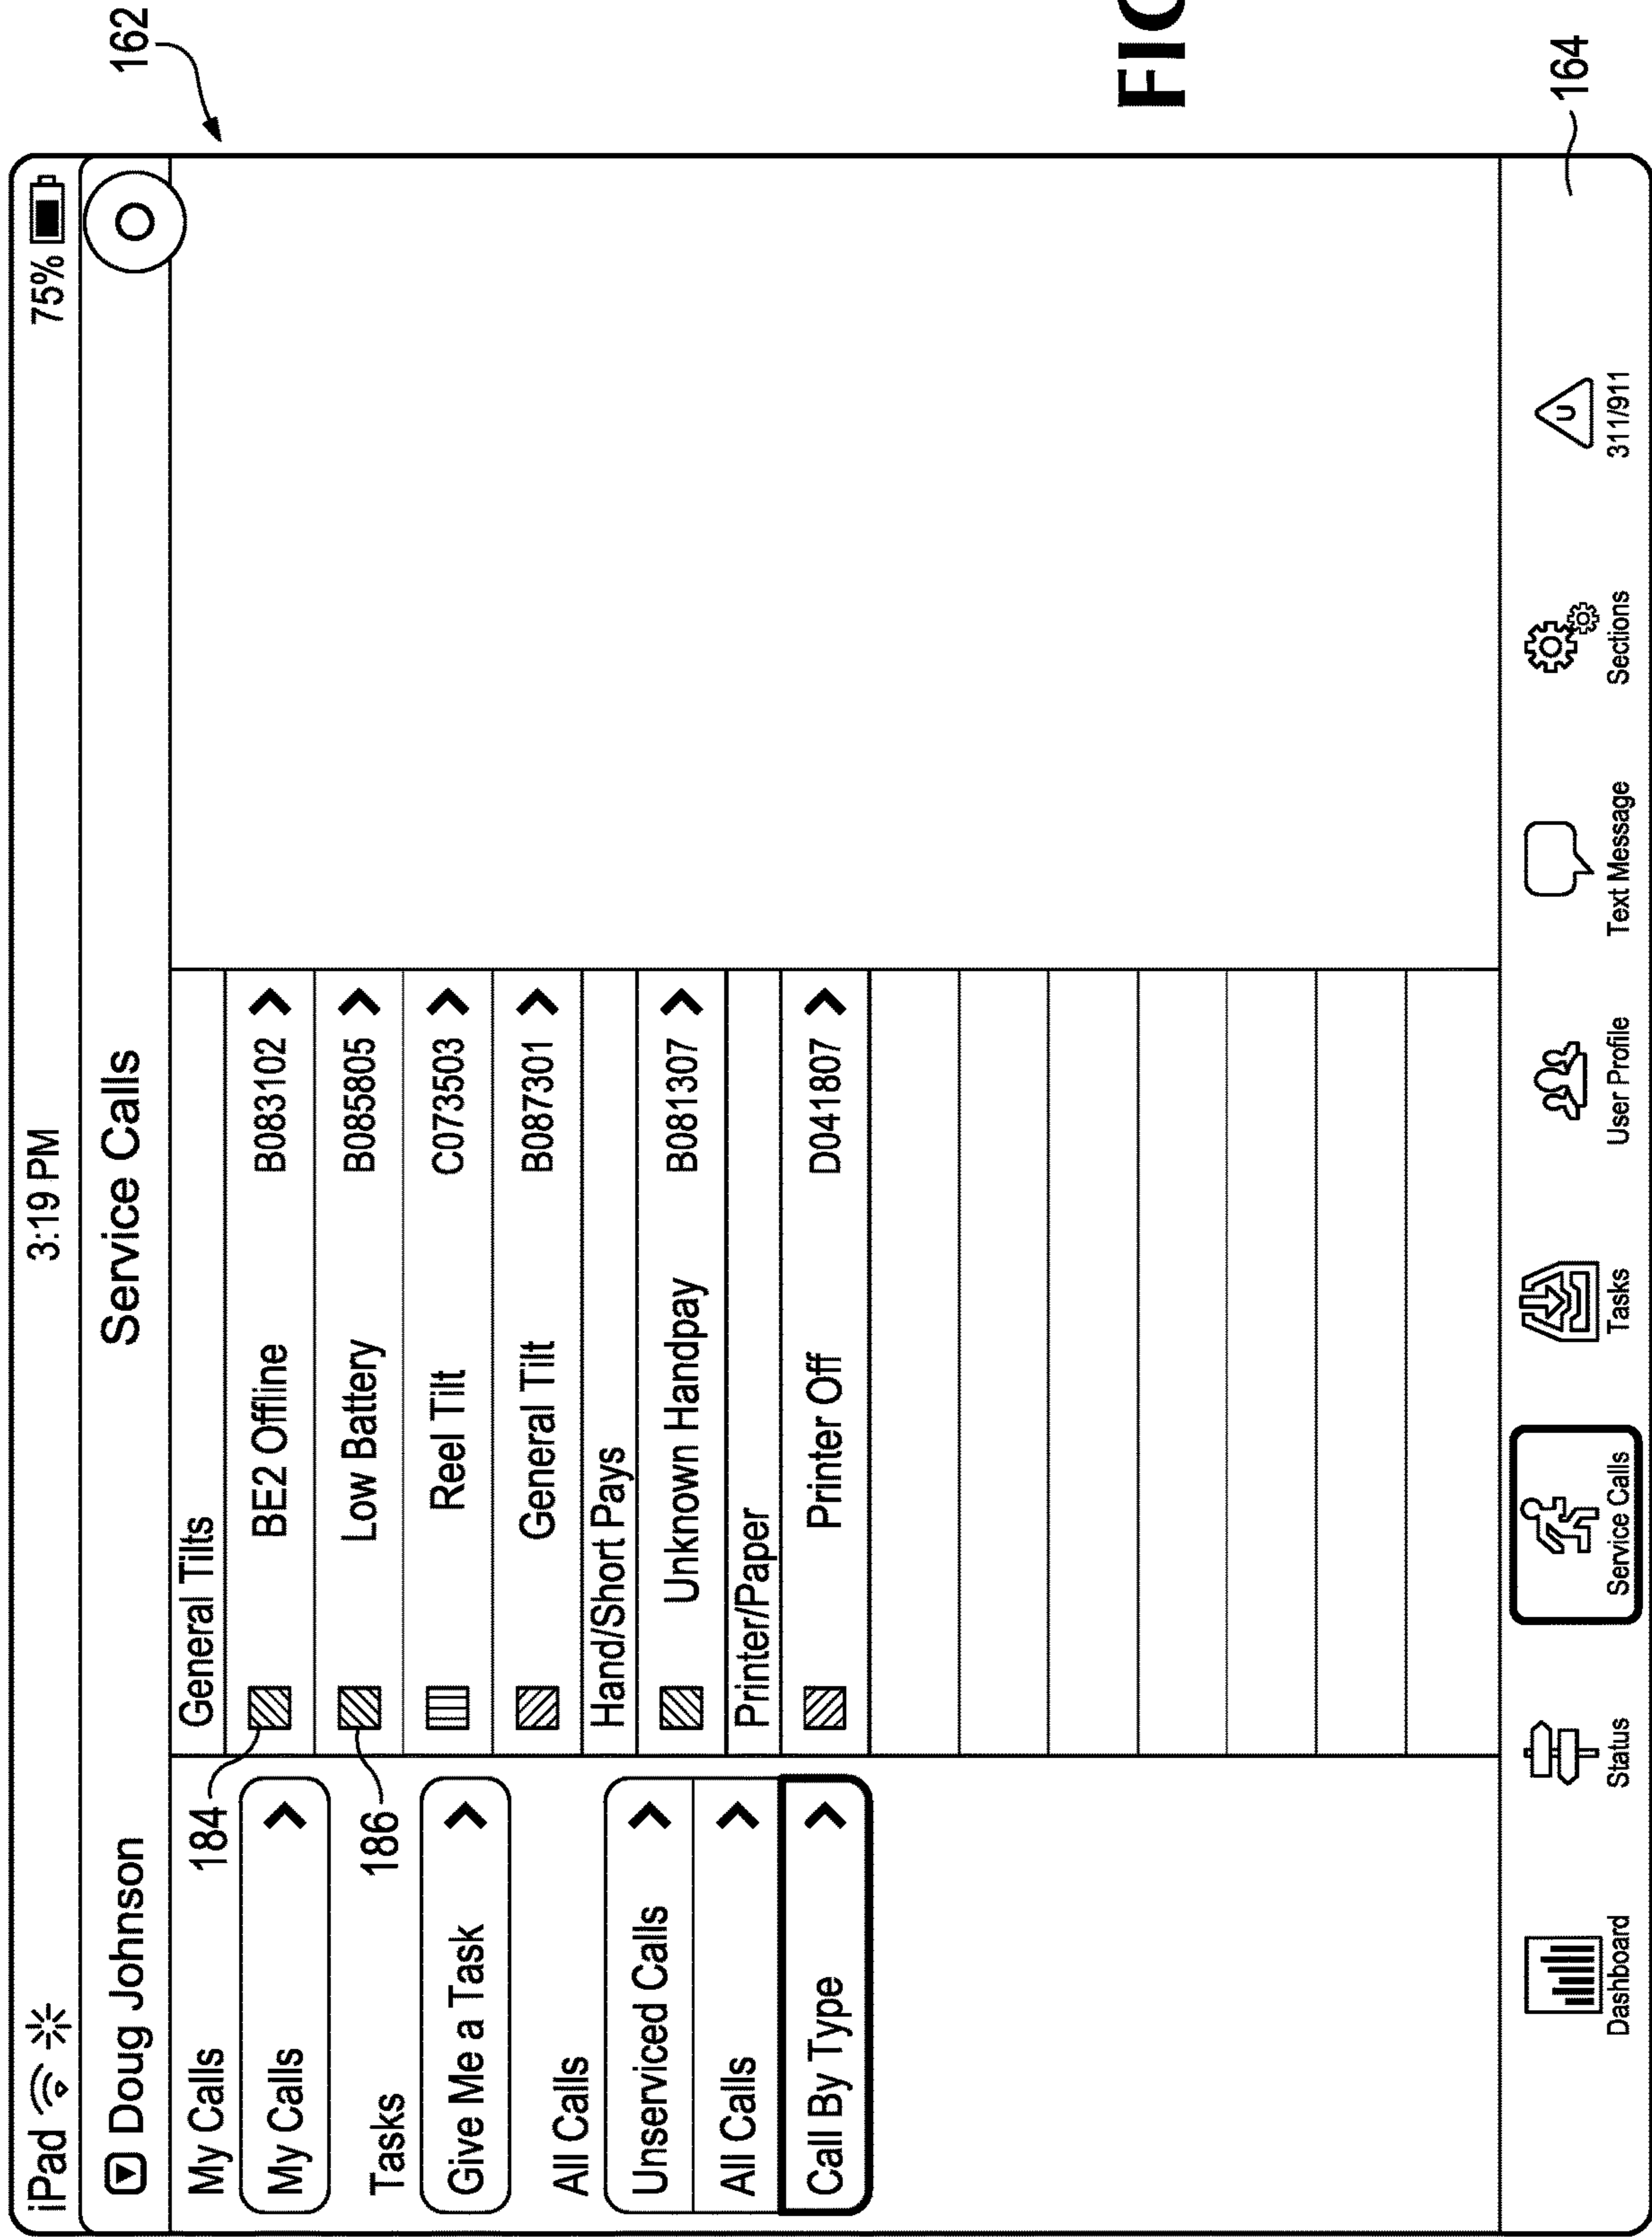 iPad 3:19 PM 75%
162
Doug Johnson Service Calls
My Calls
184
My Calls
186
Tasks
Give Me a Task
All Calls
Unserviced Calls
All Calls
Call By Type
General Tilts
BE2 Offline B083102
Low Battery B085805
Reel Tilt C073503
General Tilt B087301
Hand/Short Pays
Unknown Handpay B081307
Printer/Paper
Printer Off D041807
Dashboard
Status
Service Calls
Tasks
User Profile
Text Message
Sections
311/911
164